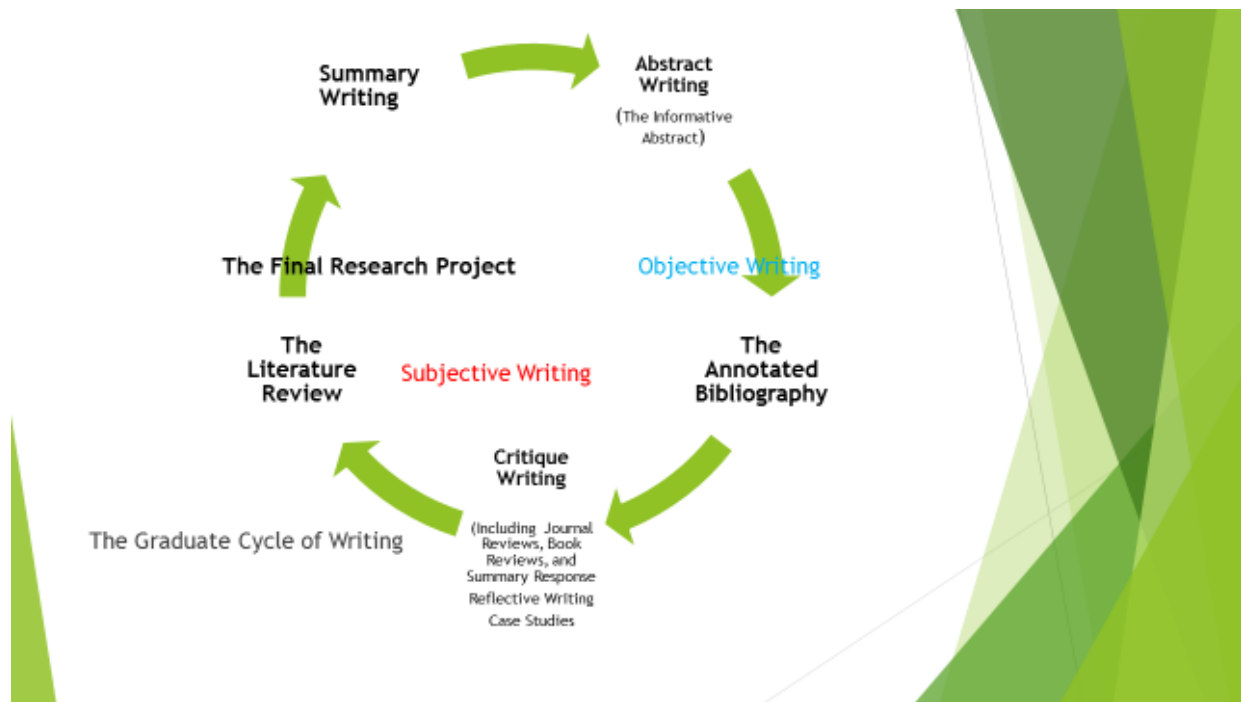 Summary
Writing
Abstract
Writing
(The Informative
Abstract)
The Final Research Project
Objective Writing
The
Literature
Review
Subjective Writing
The
Annotated
Bibliography
Critique
Writing
(Including Journal
Reviews, Book
Reviews, and
Summary Response
Reflective Writing
Case Studies
The Graduate Cycle of Writing